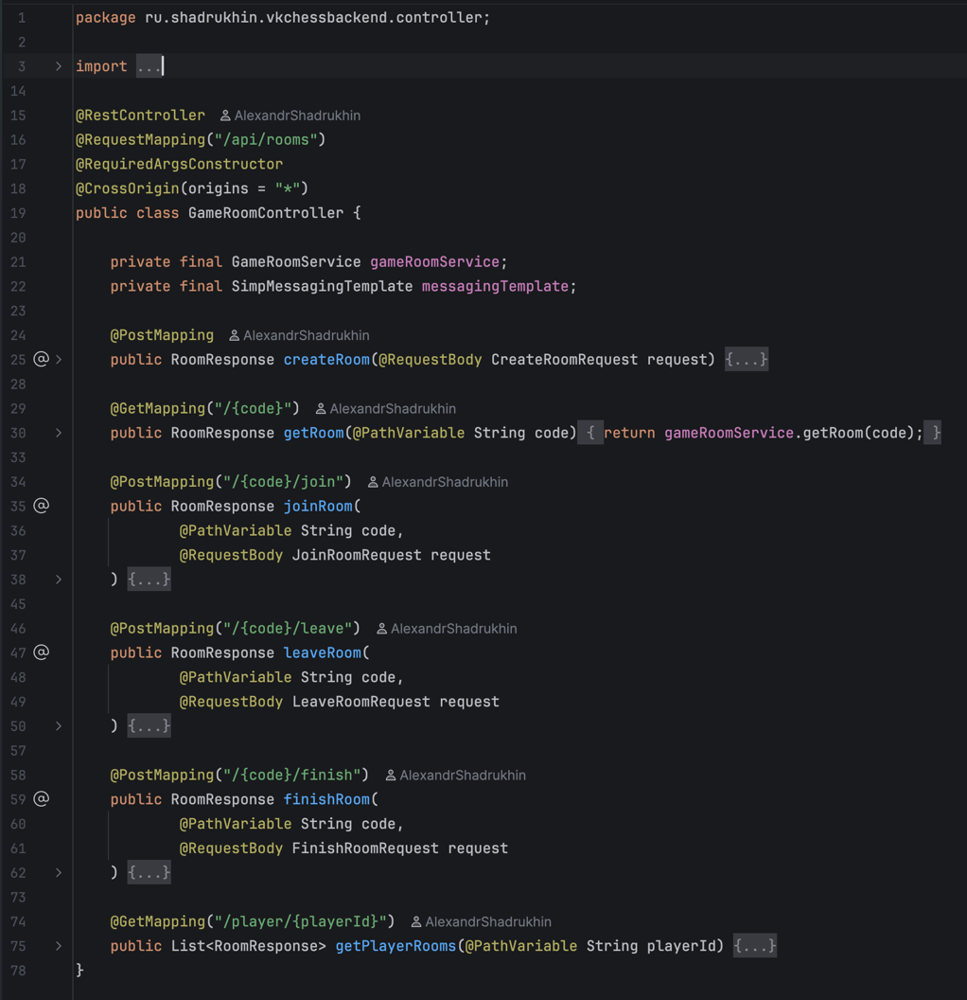 1 package ru.shadrukhin.vkchessbackend.controller;
2
3 import ...
14
15 @RestController AlexandrShadrukhin
16 @RequestMapping("/api/rooms")
17 @RequiredArgsConstructor
18 @CrossOrigin(origins = "*")
19 public class GameRoomController {
20
21 private final GameRoomService gameRoomService;
22 private final SimpMessagingTemplate messagingTemplate;
23
24 @PostMapping AlexandrShadrukhin
25 @ public RoomResponse createRoom(@RequestBody CreateRoomRequest request) {...}
28
29 @GetMapping("/{code}") AlexandrShadrukhin
30 public RoomResponse getRoom(@PathVariable String code) { return gameRoomService.getRoom(code); }
33
34 @PostMapping("/{code}/join") AlexandrShadrukhin
35 @ public RoomResponse joinRoom(
36 @PathVariable String code,
37 @RequestBody JoinRoomRequest request
38 ) {...}
45
46 @PostMapping("/{code}/leave") AlexandrShadrukhin
47 @ public RoomResponse leaveRoom(
48 @PathVariable String code,
49 @RequestBody LeaveRoomRequest request
50 ) {...}
57
58 @PostMapping("/{code}/finish") AlexandrShadrukhin
59 @ public RoomResponse finishRoom(
60 @PathVariable String code,
61 @RequestBody FinishRoomRequest request
62 ) {...}
73
74 @GetMapping("/player/{playerId}") AlexandrShadrukhin
75 public List<RoomResponse> getPlayerRooms(@PathVariable String playerId) {...}
78 }